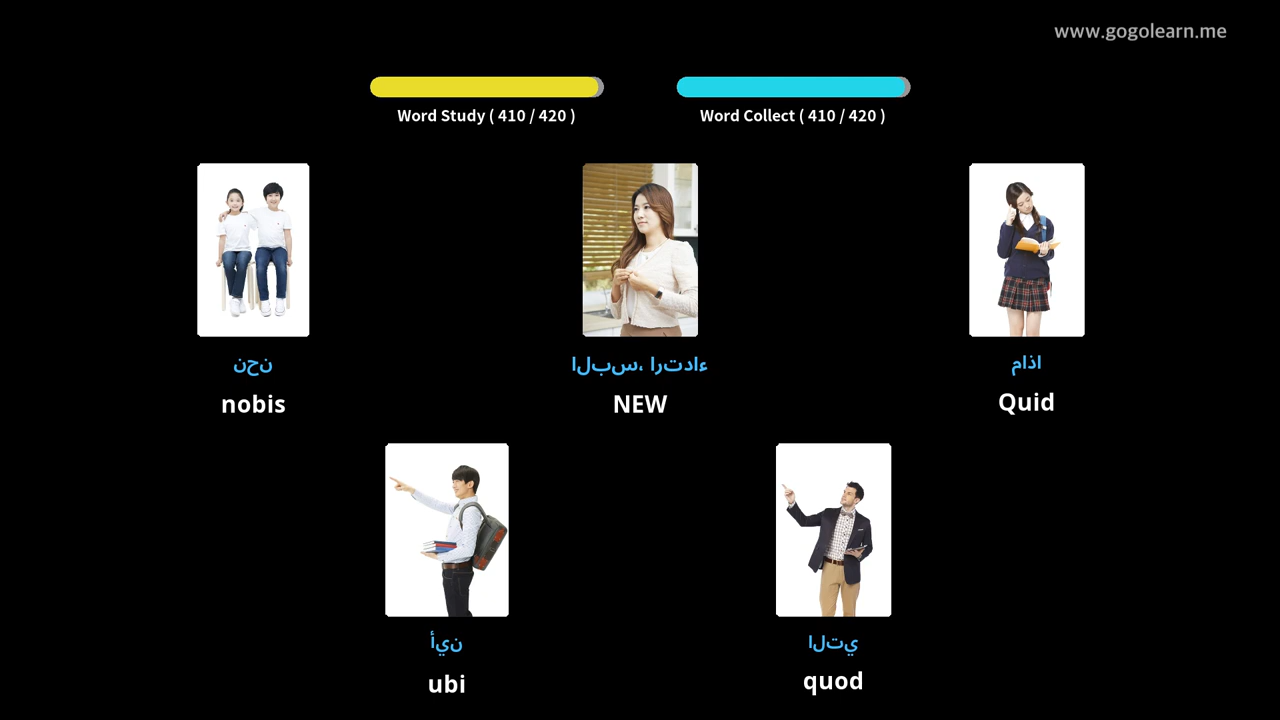 www.gogolearn.me
Word Study ( 410 / 420 )
Word Collect ( 410 / 420 )
نحن
البس، ارتداء
ماذا
nobis
NEW
Quid
أين
التي
ubi
quod